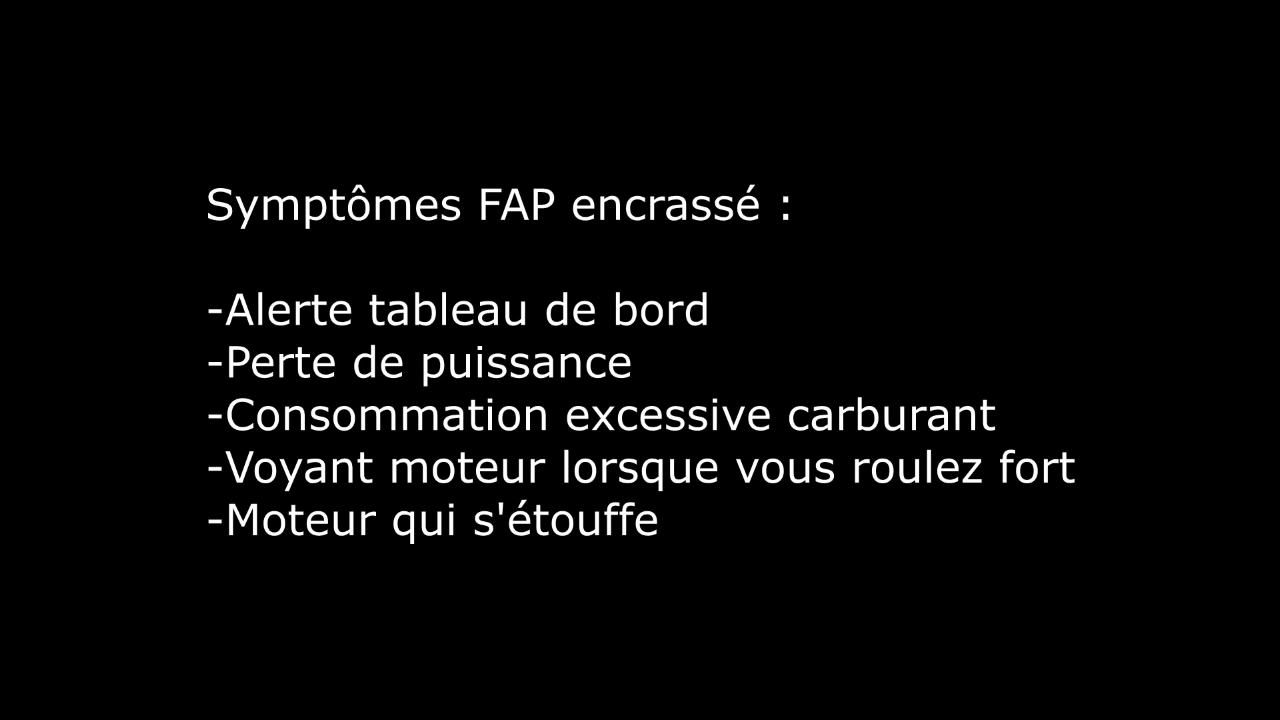 Symptômes FAP encrassé :
-Alerte tableau de bord
-Perte de puissance
-Consommation excessive carburant
-Voyant moteur lorsque vous roulez fort
-Moteur qui s'étouffe